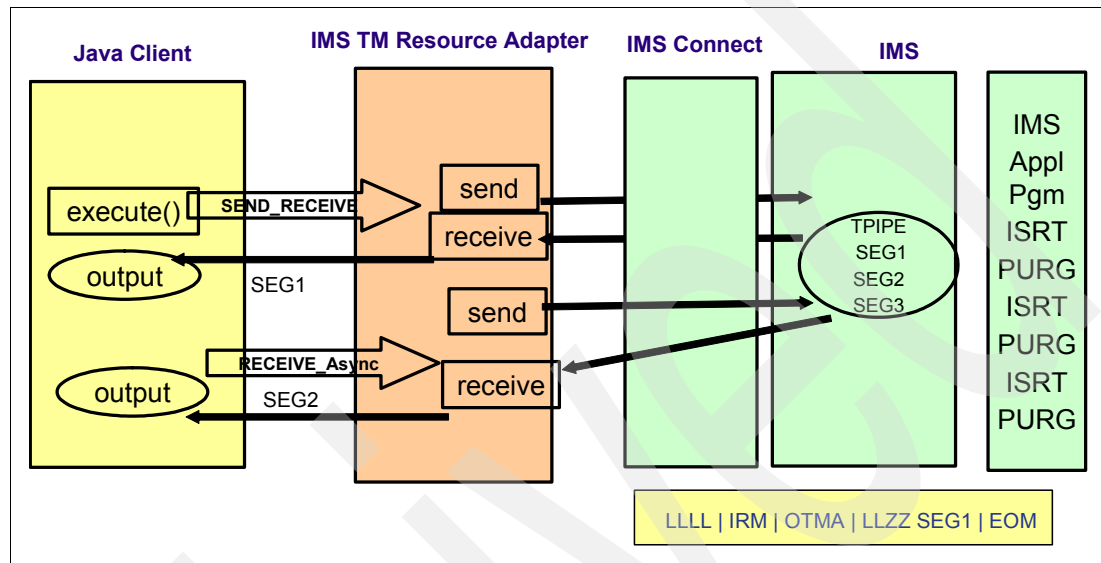 Java Client
IMS TM Resource Adapter
IMS Connect
IMS
execute()
SEND_RECEIVE
send
receive
output
SEG1
send
RECEIVE_Async
receive
output
SEG2
TPIPE
SEG1
SEG2
SEG3
IMS
Appl
Pgm
ISRT
PURG
ISRT
PURG
ISRT
PURG
LLLL | IRM | OTMA | LLZZ SEG1 | EOM